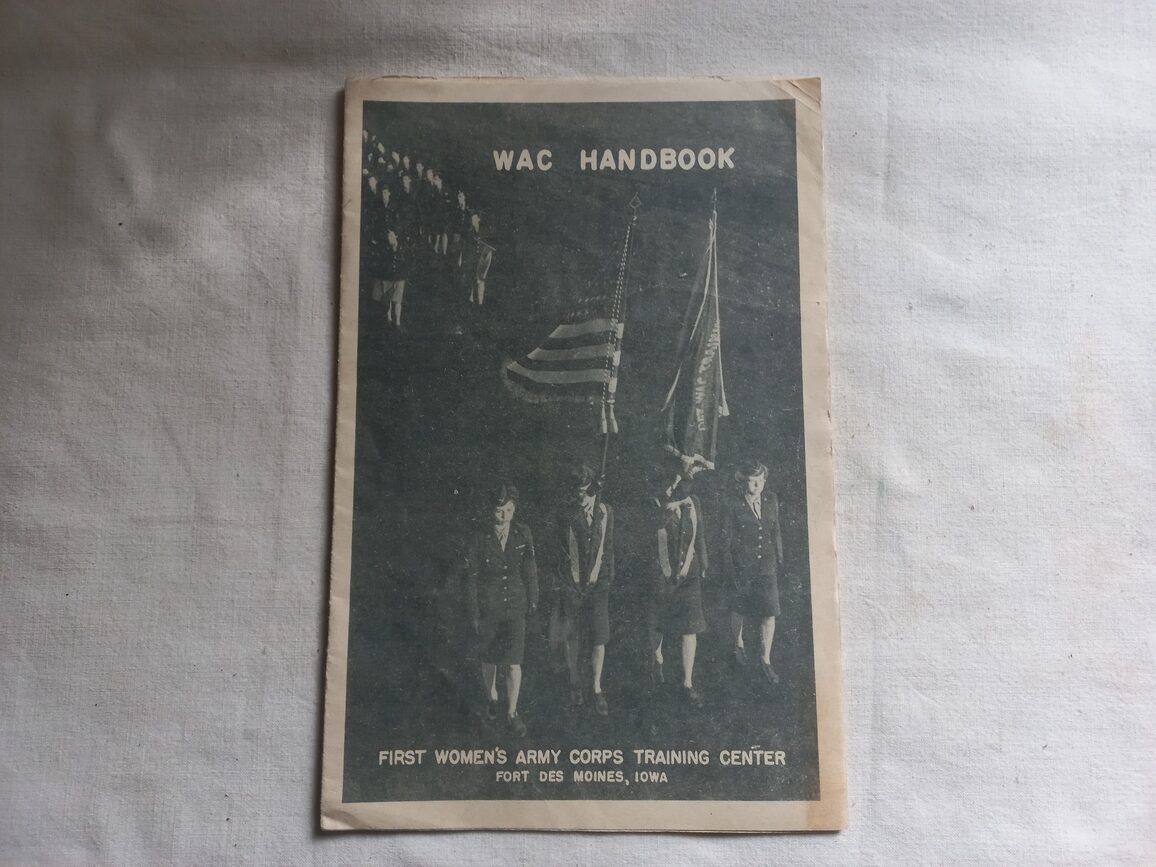 WAC HANDBOOK
FIRST WOMEN'S ARMY CORPS TRAINING CENTER
FORT DES MOINES, IOWA